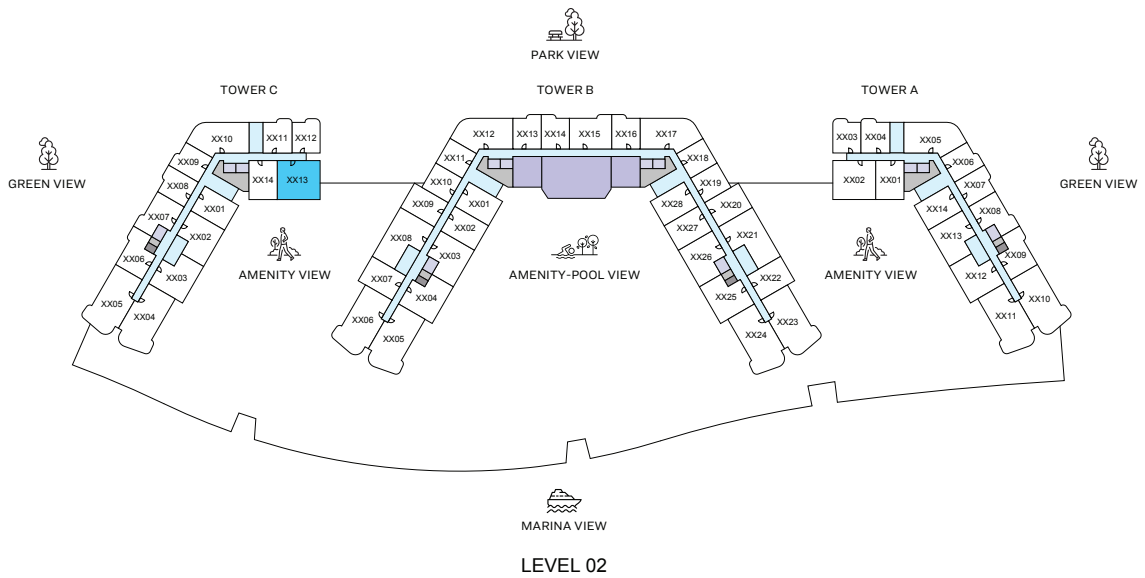 PARK VIEW
TOWER C
TOWER B
TOWER A
GREEN VIEW
GREEN VIEW
XX10
XX11
XX12
XX09
XX14
XX13
XX08
XX01
XX07
XX02
XX06
XX03
XX05
XX04
XX12
XX13
XX14
XX15
XX16
XX17
XX11
XX18
XX10
XX19
XX09
XX01
XX28
XX20
XX08
XX02
XX27
XX21
XX07
XX03
XX26
XX22
XX06
XX04
XX25
XX23
XX05
XX24
XX03
XX04
XX05
XX02
XX01
XX06
XX07
XX14
XX08
XX13
XX09
XX12
XX10
XX11
AMENITY VIEW
AMENITY-POOL VIEW
AMENITY VIEW
MARINA VIEW
LEVEL 02